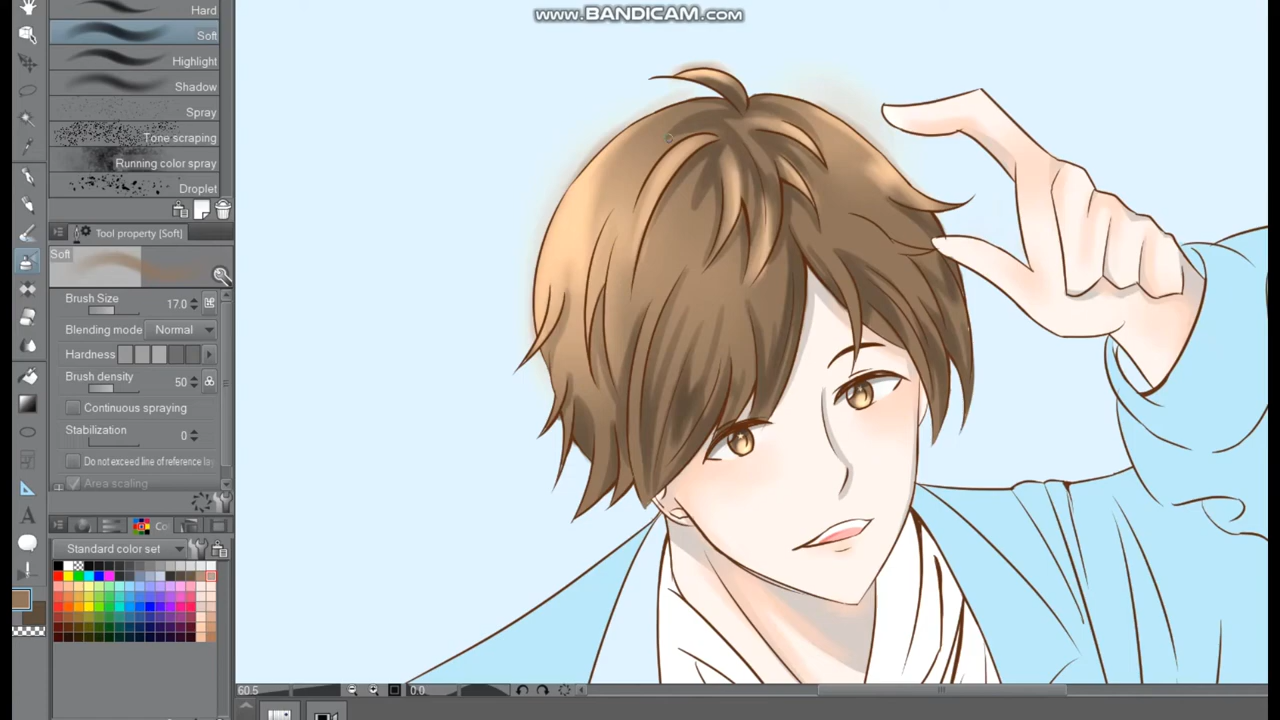 www.BANDICAM.com
Hard
Soft
Highlight
Shadow
Spray
Tone scraping
Running color spray
Droplet
Tool property [Soft]
Soft
Brush Size 17.0
Blending mode Normal
Hardness
Brush density 50
Continuous spraying
Stabilization 0
Do not exceed line of reference lay
Area scaling
Co
Standard color set
60.5 0.0